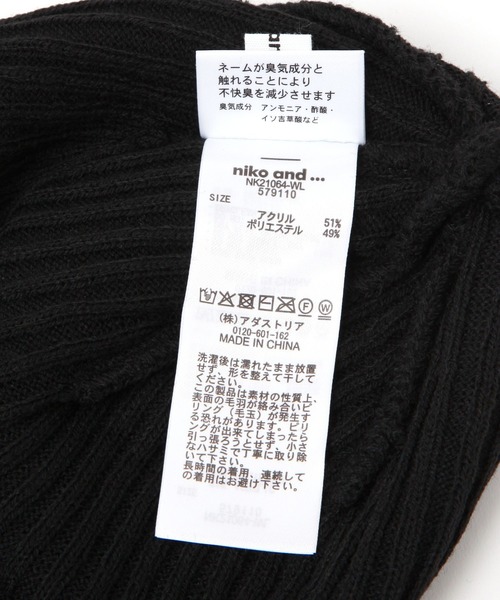 ネームが臭気成分と
触れることにより
不快臭を減少させます
臭気成分 アンモニア・酢酸・
イソ吉草酸など
niko and ...
NK21064-WL
579110
SIZE
アクリル 51%
ポリエステル 49%
(株)アダストリア
0120-601-162
MADE IN CHINA
洗濯後は濡れたまま放置
せず、形を整えて干して
ください。
この製品は素材の性質上、
表面の毛羽が絡み合いピ
リング(毛玉)が発生す
る恐れがあります。ピリ
ングが出来てしまったら
引っ張ろうとせず、小さ
なハサミで丁寧に取り除
いて下さい。
長時間の着用、連続して
の着用はお避け下さい。